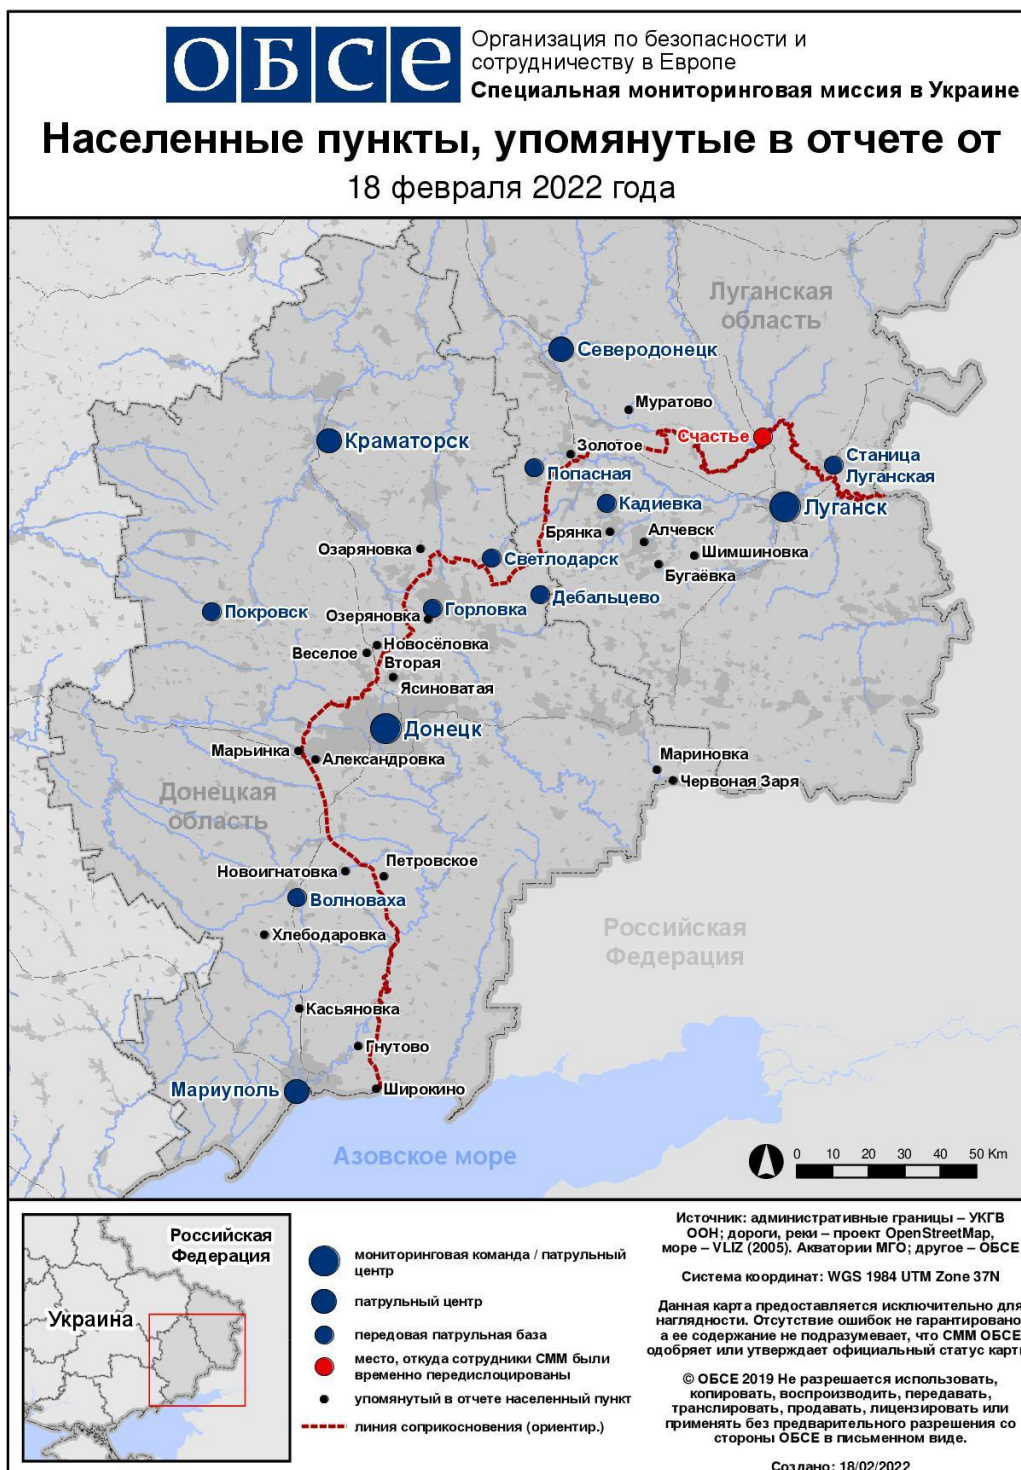 ОБСЕ
Организация по безопасности и
сотрудничеству в Европе
Специальная мониторинговая миссия в Украине
Населенные пункты, упомянутые в отчете от
18 февраля 2022 года
Луганская
область
Северодонецк
Муратово
Счастье
Краматорск
Золотое
Станица
Луганская
Попасная
Кадиевка
Луганск
Брянка
Алчевск
Озаряновка
Светлодарск
Шимшиновка
Бугаёвка
Дебальцево
Покровск
Горловка
Озеряновка
Новосёловка
Вторая
Веселое
Ясиноватая
Донецк
Марьинка
Александровка
Мариновка
Червоная Заря
Донецкая
область
Петровское
Новоигнатовка
Волноваха
Российская
Федерация
Хлебодаровка
Касьяновка
Гнутово
Мариуполь
Широкино
Азовское море
0 10 20 30 40 50 Km
Российская
Федерация
Украина
мониторинговая команда / патрульный
центр
патрульный центр
передовая патрульная база
место, откуда сотрудники СММ были
временно передислоцированы
упомянутый в отчете населенный пункт
линия соприкосновения (ориентир.)
Источник: административные границы – УКГВ
ООН; дороги, реки – проект OpenStreetMap,
море – VLIZ (2005). Акватории МГО; другое – ОБСЕ
Система координат: WGS 1984 UTM Zone 37N
Данная карта предоставляется исключительно для
наглядности. Отсутствие ошибок не гарантировано,
а ее содержание не подразумевает, что СММ ОБСЕ
одобряет или утверждает официальный статус карт
© ОБСЕ 2019 Не разрешается использовать,
копировать, воспроизводить, передавать,
транслировать, продавать, лицензировать или
применять без предварительного разрешения со
стороны ОБСЕ в письменном виде.
Создано: 18/02/2022